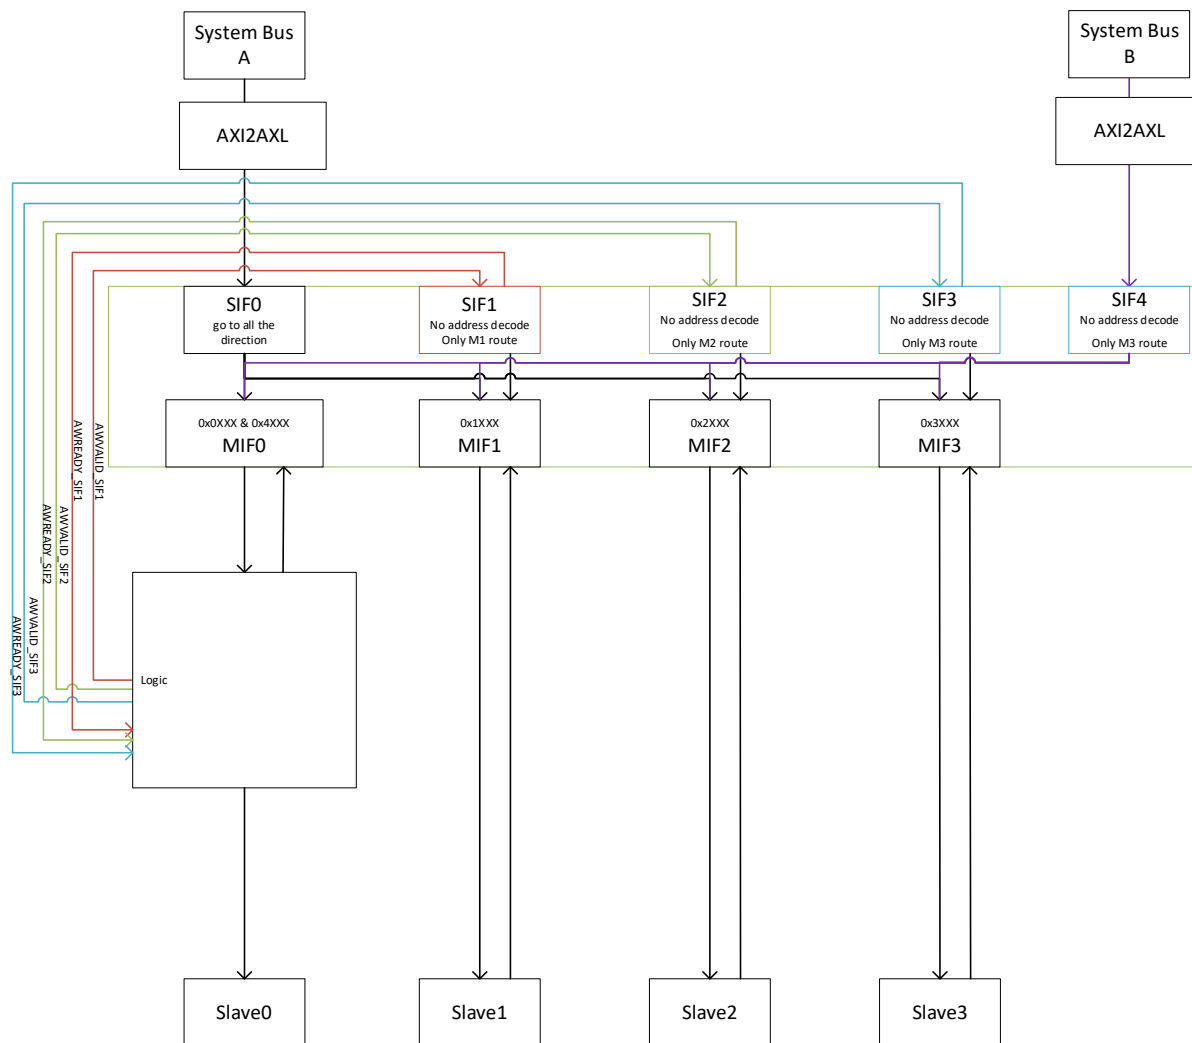 System Bus
A
System Bus
B
AXI2AXL
AXI2AXL
SIF0
go to all the
direction
SIF1
No address decode
Only M1 route
SIF2
No address decode
Only M2 route
SIF3
No address decode
Only M3 route
SIF4
No address decode
Only M3 route
0x0XXX & 0x4XXX
MIF0
0x1XXX
MIF1
0x2XXX
MIF2
0x3XXX
MIF3
AWVALID_SIF1
AWREADY_SIF1
AWVALID_SIF2
AWREADY_SIF2
AWVALID_SIF3
AWREADY_SIF3
Logic
Slave0
Slave1
Slave2
Slave3